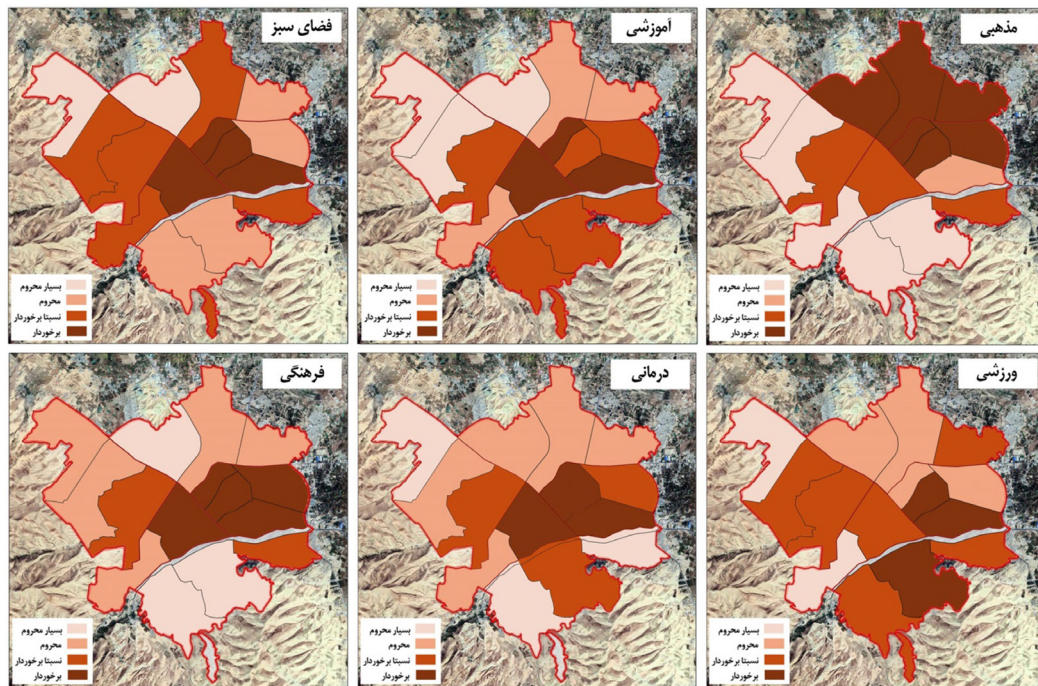 مذهبی
بسیار محروم
محروم
نسبتا برخوردار
برخوردار
آموزشی
بسیار محروم
محروم
نسبتا برخوردار
برخوردار
فضای سبز
بسیار محروم
محروم
نسبتا برخوردار
برخوردار
ورزشی
بسیار محروم
محروم
نسبتا برخوردار
برخوردار
درمانی
بسیار محروم
محروم
نسبتا برخوردار
برخوردار
فرهنگی
بسیار محروم
محروم
نسبتا برخوردار
برخوردار